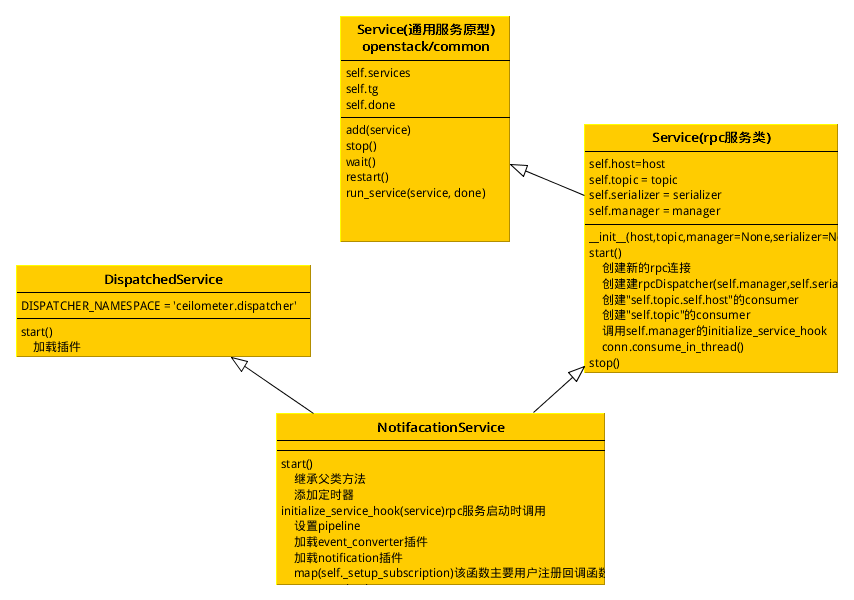 Service(通用服务原型)
openstack/common
self.services
self.tg
self.done
add(service)
stop()
wait()
restart()
run_service(service, done)
Service(rpc服务类)
self.host=host
self.topic = topic
self.serializer = serializer
self.manager = manager
__init__(host,topic,manager=None,serializer=No
start()
创建新的rpc连接
创建建rpcDispatcher(self.manager,self.seria
创建"self.topic.self.host"的consumer
创建"self.topic"的consumer
调用self.manager的initialize_service_hook
conn.consume_in_thread()
stop()
DispatchedService
DISPATCHER_NAMESPACE = 'ceilometer.dispatcher'
start()
加载插件
NotifacationService
start()
继承父类方法
添加定时器
initialize_service_hook(service)rpc服务启动时调用
设置pipeline
加载event_converter插件
加载notification插件
map(self._setup_subscription)该函数主要用户注册回调函数